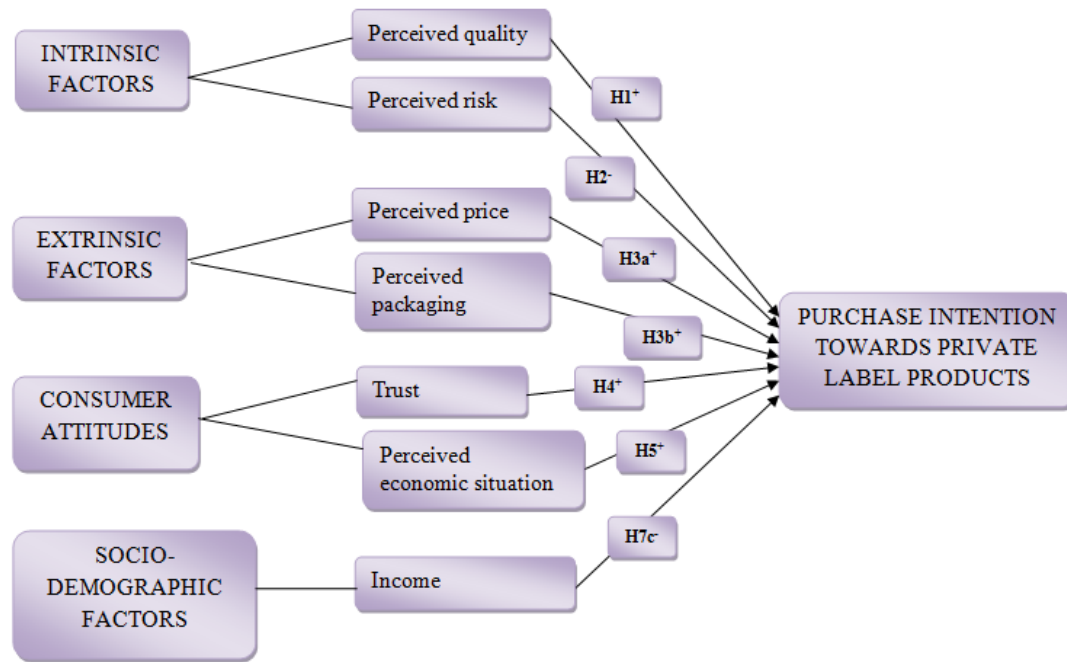 INTRINSIC
FACTORS
Perceived quality
Perceived risk
H1⁺
H2⁻
EXTRINSIC
FACTORS
Perceived price
Perceived
packaging
H3a⁺
H3b⁺
PURCHASE INTENTION
TOWARDS PRIVATE
LABEL PRODUCTS
CONSUMER
ATTITUDES
Trust
H4⁺
Perceived
economic situation
H5⁺
SOCIO-
DEMOGRAPHIC
FACTORS
Income
H7c⁻